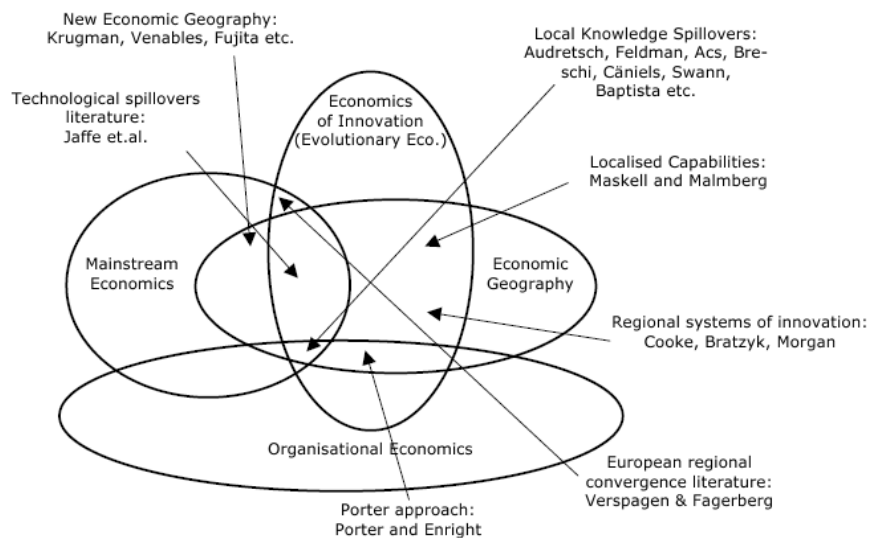 New Economic Geography:
Krugman, Venables, Fujita etc.
Local Knowledge Spillovers:
Audretsch, Feldman, Acs, Bre-
schi, Cäniels, Swann,
Baptista etc.
Technological spillovers
literature:
Jaffe et.al.
Economics
of Innovation
(Evolutionary Eco.)
Localised Capabilities:
Maskell and Malmberg
Mainstream
Economics
Economic
Geography
Regional systems of innovation:
Cooke, Bratzyk, Morgan
Organisational Economics
European regional
convergence literature:
Verspagen & Fagerberg
Porter approach:
Porter and Enright